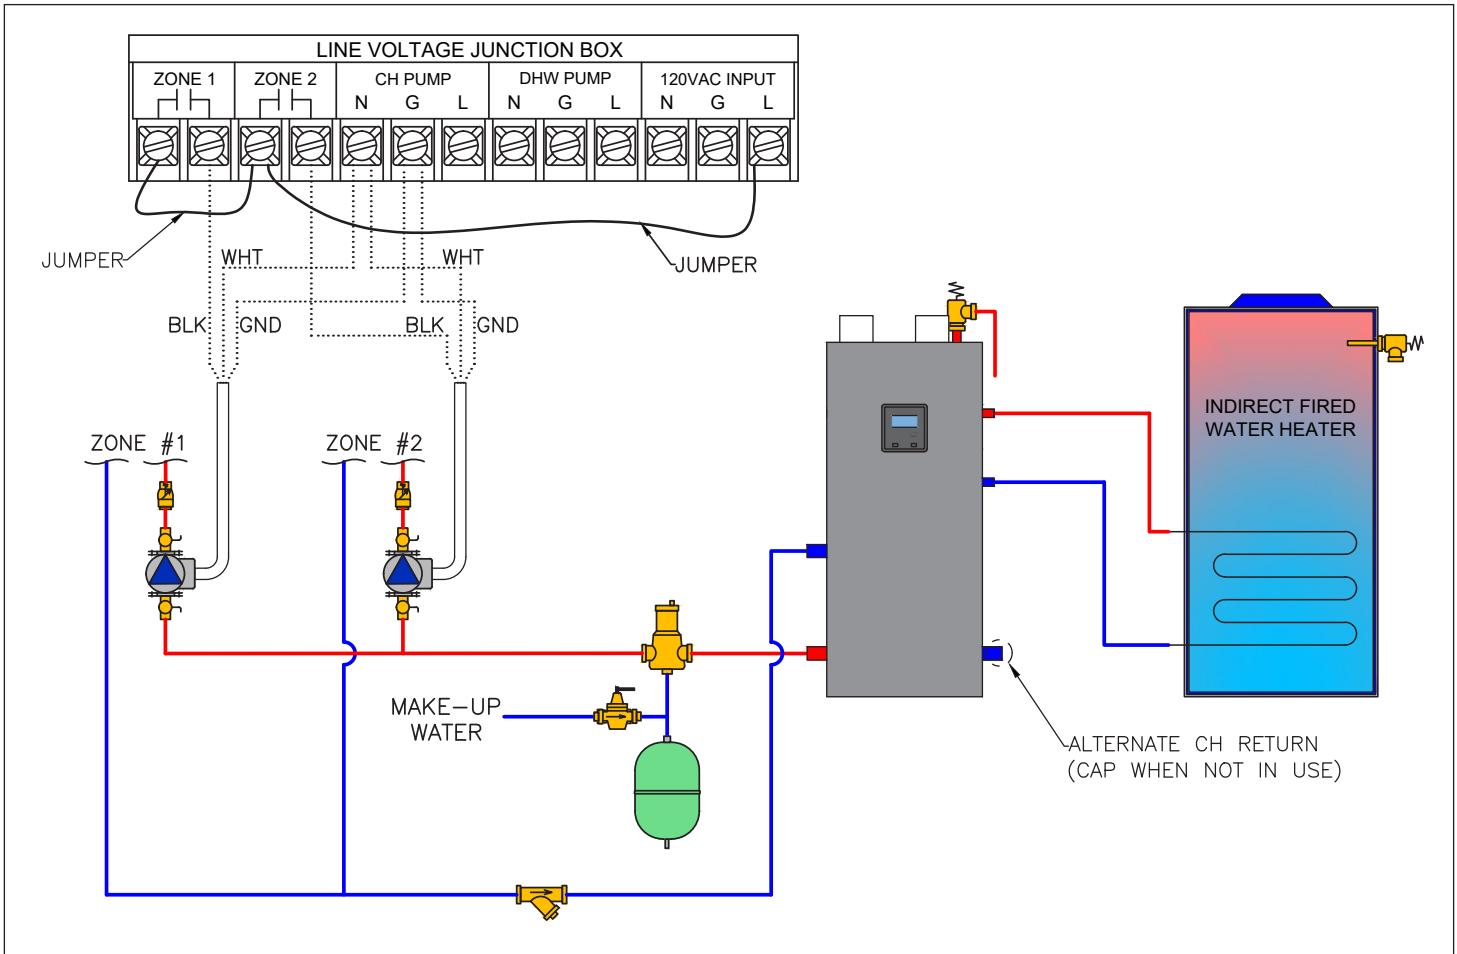 LINE VOLTAGE JUNCTION BOX
ZONE 1 ZONE 2 CH PUMP DHW PUMP 120VAC INPUT
N G L N G L N G L
JUMPER
WHT
WHT
JUMPER
BLK
GND
BLK
GND
ZONE #1
ZONE #2
INDIRECT FIRED
WATER HEATER
MAKE-UP
WATER
ALTERNATE CH RETURN
(CAP WHEN NOT IN USE)